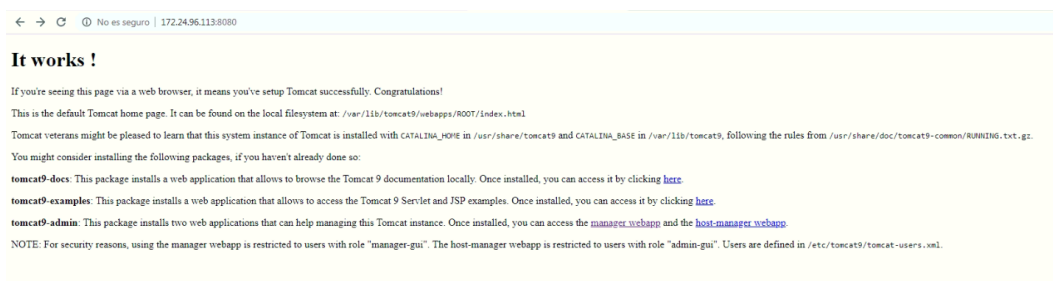 No es seguro | 172.24.96.113:8080
It works !
If you're seeing this page via a web browser, it means you've setup Tomcat successfully. Congratulations!
This is the default Tomcat home page. It can be found on the local filesystem at: /var/lib/tomcat9/webapps/ROOT/index.html
Tomcat veterans might be pleased to learn that this system instance of Tomcat is installed with CATALINA_HOME in /usr/share/tomcat9 and CATALINA_BASE in /var/lib/tomcat9, following the rules from /usr/share/doc/tomcat9-common/RUNNING.txt.gz.
You might consider installing the following packages, if you haven't already done so:
tomcat9-docs: This package installs a web application that allows to browse the Tomcat 9 documentation locally. Once installed, you can access it by clicking here.
tomcat9-examples: This package installs a web application that allows to access the Tomcat 9 Servlet and JSP examples. Once installed, you can access it by clicking here.
tomcat9-admin: This package installs two web applications that can help managing this Tomcat instance. Once installed, you can access the manager webapp and the host-manager webapp.
NOTE: For security reasons, using the manager webapp is restricted to users with role "manager-gui". The host-manager webapp is restricted to users with role "admin-gui". Users are defined in /etc/tomcat9/tomcat-users.xml.